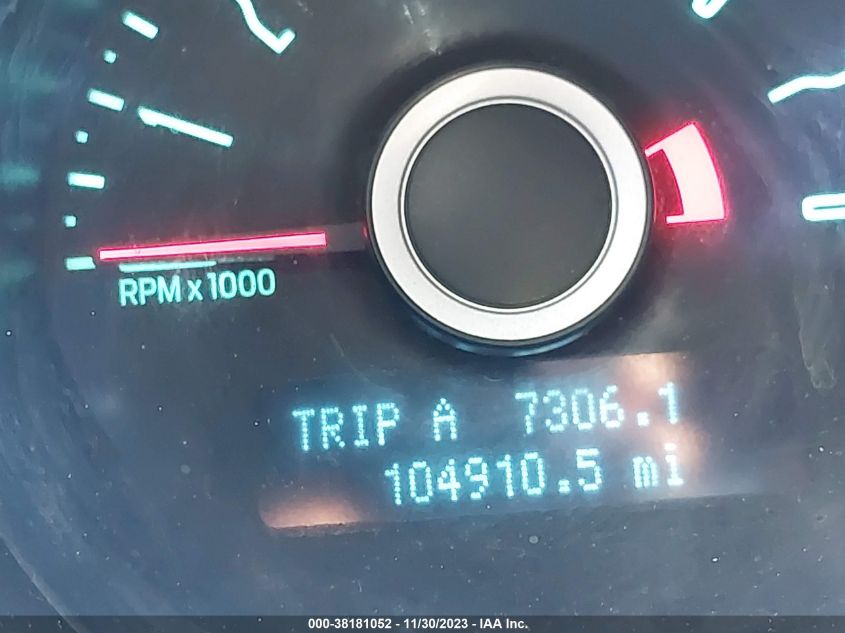 RPM x 1000
TRIP A 7306.1
104910.5 mi
000-38181052 - 11/30/2023 - IAA Inc.